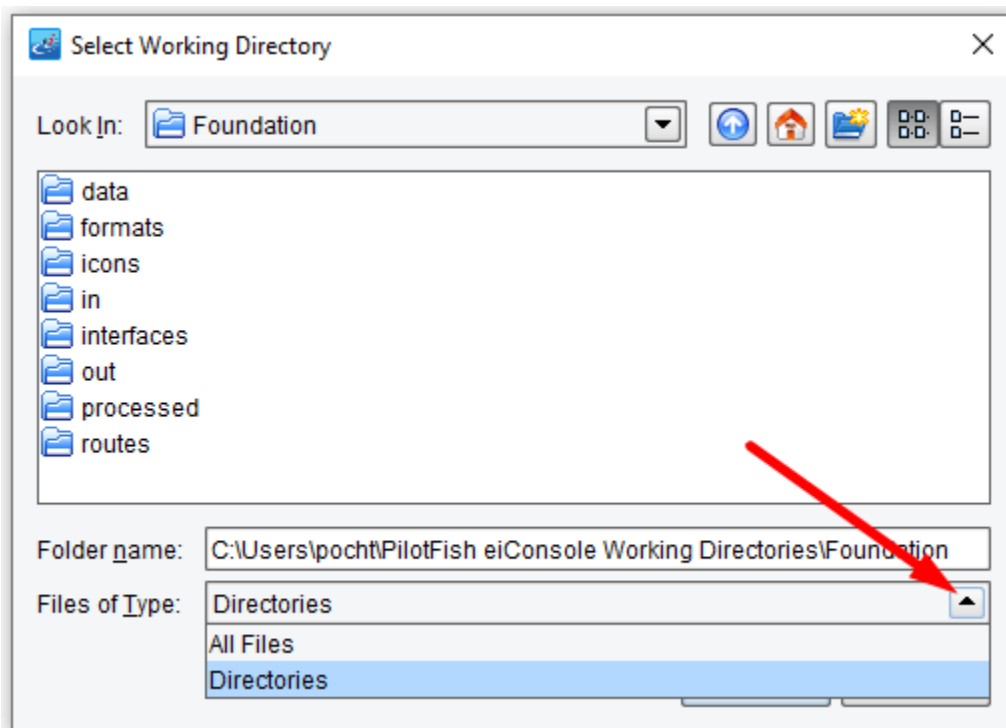 Select Working Directory
Look In: Foundation
data
formats
icons
in
interfaces
out
processed
routes
Folder name: C:\Users\pocht\PilotFish eiConsole Working Directories\Foundation
Files of Type: Directories
All Files
Directories